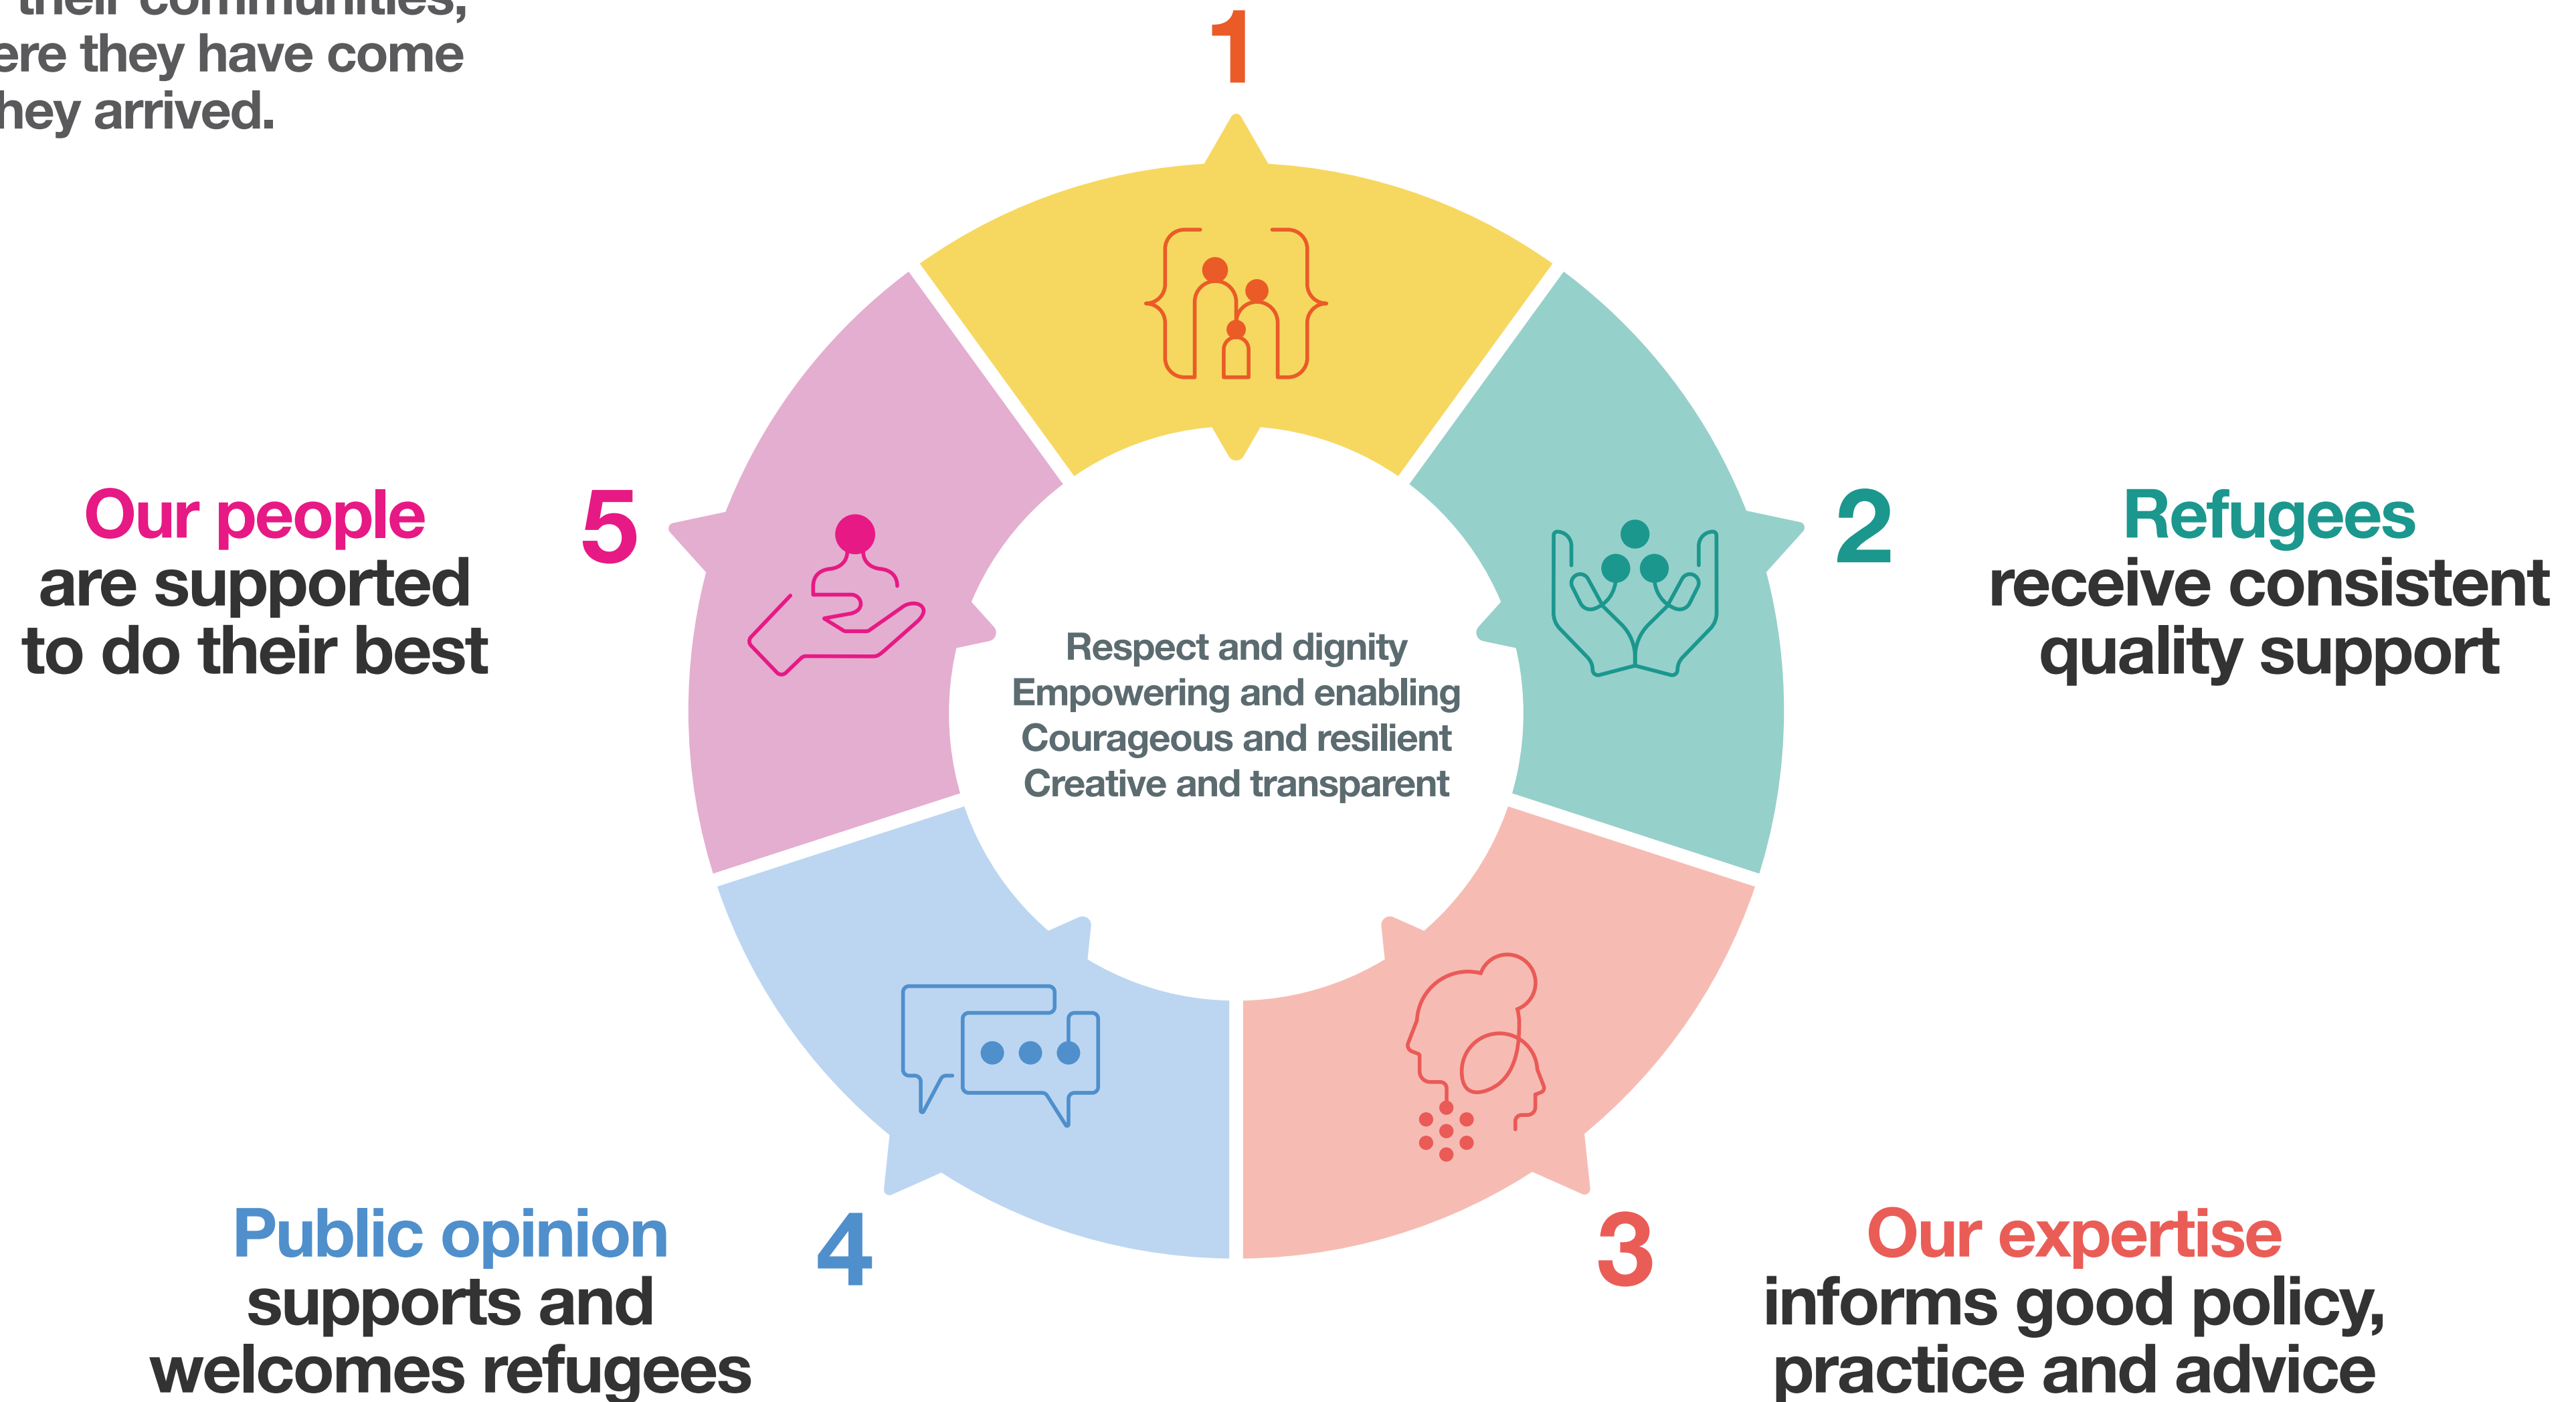 their communities,
ere they have come
hey arrived.
1
Our people
are supported
to do their best
5
2
Refugees
receive consistent
quality support
Respect and dignity
Empowering and enabling
Courageous and resilient
Creative and transparent
Public opinion
supports and
welcomes refugees
4
3
Our expertise
informs good policy,
practice and advice